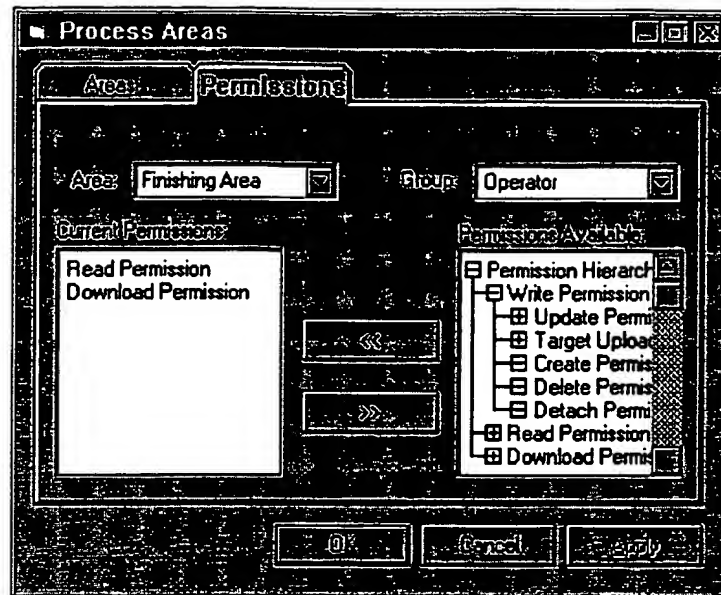 Process Areas
Areas Permissions
Area: Finishing Area Group: Operator
Current Permissions: Permissions Available:
Read Permission
Download Permission
Permission Hierarch
Write Permission
Update Permi
Target Upload
Create Permis
Delete Permis
Detach Permi
Read Permission
Download Permis
<< >>
OK Cancel Apply